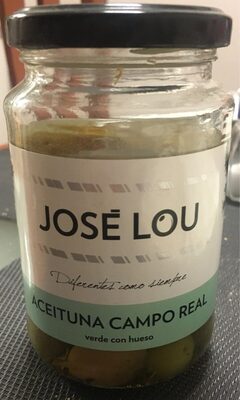 JOSÉ LOU
Diferentes como siempre
ACEITUNA CAMPO REAL
verde con hueso